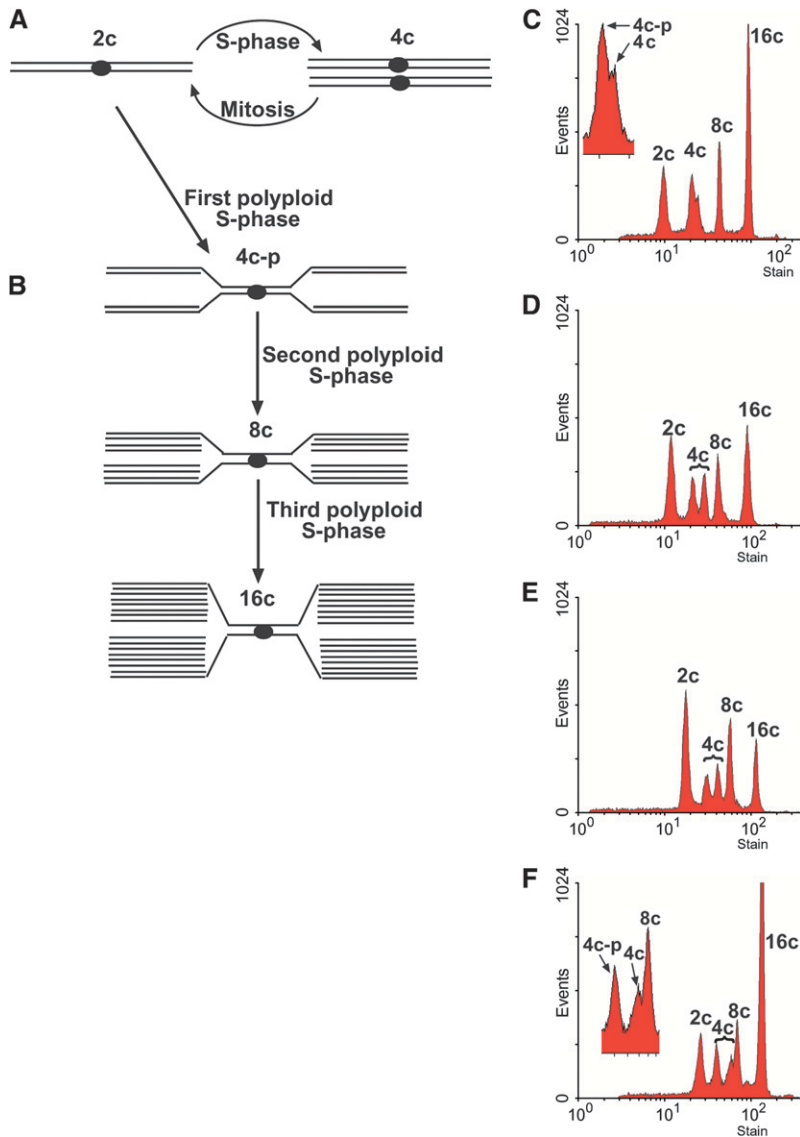 A
2c
S-phase
4c
Mitosis
First polyploid
S-phase
B
4c-p
Second polyploid
S-phase
8c
Third polyploid
S-phase
16c
C
1024
Events
0
4c-p
4c
2c
4c
8c
16c
10⁰
10¹
10²
Stain
D
1024
Events
0
2c
4c
8c
16c
10⁰
10¹
10²
Stain
E
1024
Events
0
2c
4c
8c
16c
10⁰
10¹
10²
Stain
F
1024
Events
0
4c-p
4c
8c
2c
4c
8c
16c
10⁰
10¹
10²
Stain